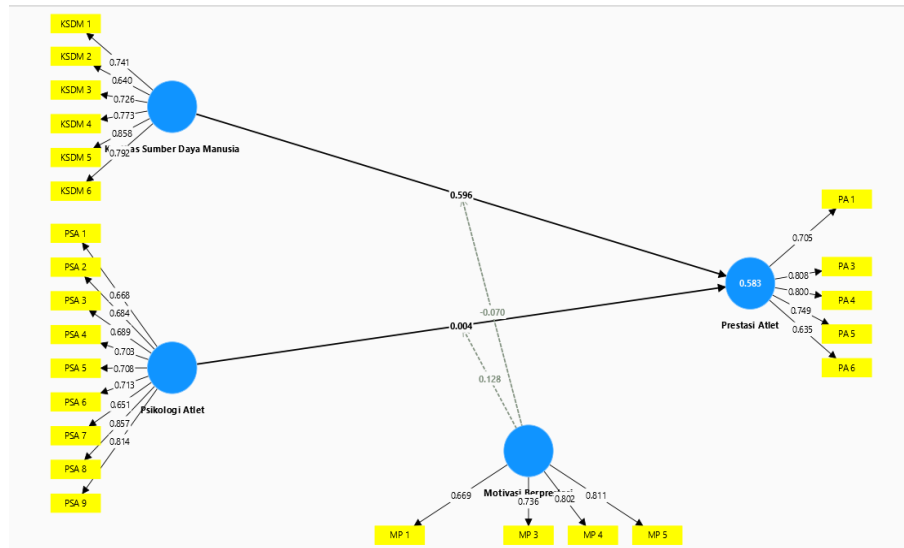 KSDM 1
KSDM 2
KSDM 3
KSDM 4
KSDM 5
KSDM 6
0.741
0.640
0.726
0.773
0.858
0.792
Sumber Daya Manusia
PSA 1
PSA 2
PSA 3
PSA 4
PSA 5
PSA 6
PSA 7
PSA 8
PSA 9
0.668
0.684
0.689
0.703
0.708
0.713
0.651
0.857
0.814
Psikologi Atlet
0.596
-0.070
0.004
0.128
0.583
Prestasi Atlet
0.705
0.808
0.800
0.749
0.635
PA 1
PA 3
PA 4
PA 5
PA 6
Motivasi
0.669
0.736
0.802
0.811
MP 1
MP 3
MP 4
MP 5